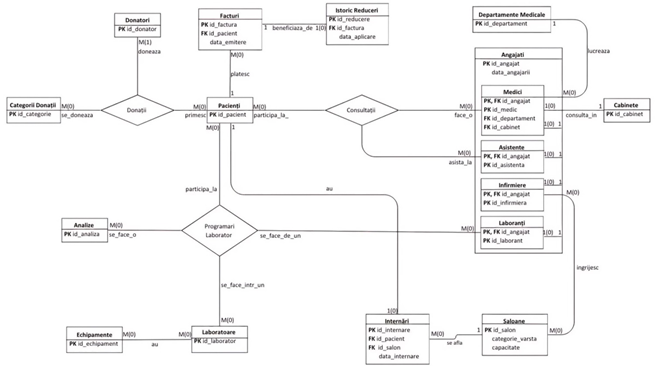 Donatori
PK id_donator
M(1)
doneaza
Facturi
PK id_factura
FK id_pacient
data_emitere
1 beneficiaza_de 1(0)
Istoric Reduceri
PK id_reducere
FK id_factura
data_aplicare
M(0)
platesc
1
Departamente Medicale
PK id_departament
1
lucreaza
M(0)
Angajati
PK id_angajat
data_angajarii
Categorii Donații
PK id_categorie
M(0)
se_doneaza
Donații
M(0)
primesc
Pacienți
PK id_pacient
M(0)
participa_la_
Consultații
M(0)
face_o
Medici
PK, FK id_angajat
PK id_medic
FK id_departament
FK id_cabinet
1(0) 1
M(0)
consulta_in
1
Cabinete
PK id_cabinet
1(0) 1
M(0)
asista_la
Asistente
PK, FK id_angajat
PK id_asistenta
1(0) 1
Infirmiere
PK, FK id_angajat
PK id_infirmiera
1(0) 1
M(0)
ingrijesc
Laboranți
PK, FK id_angajat
PK id_laborant
1(0) 1
M(0)
participa_la
1
au
Analize
PK id_analiza
M(0)
se_face_o
Programari
Laborator
se_face_de_un
M(0)
se_face_intr_un
M(0)
Echipamente
PK id_echipament
M(0)
au
M(0)
Laboratoare
PK id_laborator
1(0)
Internări
PK id_internare
FK id_pacient
FK id_salon
data_internare
M(0)
se afla
1
Saloane
PK id_salon
categorie_varsta
capacitate
M(0)